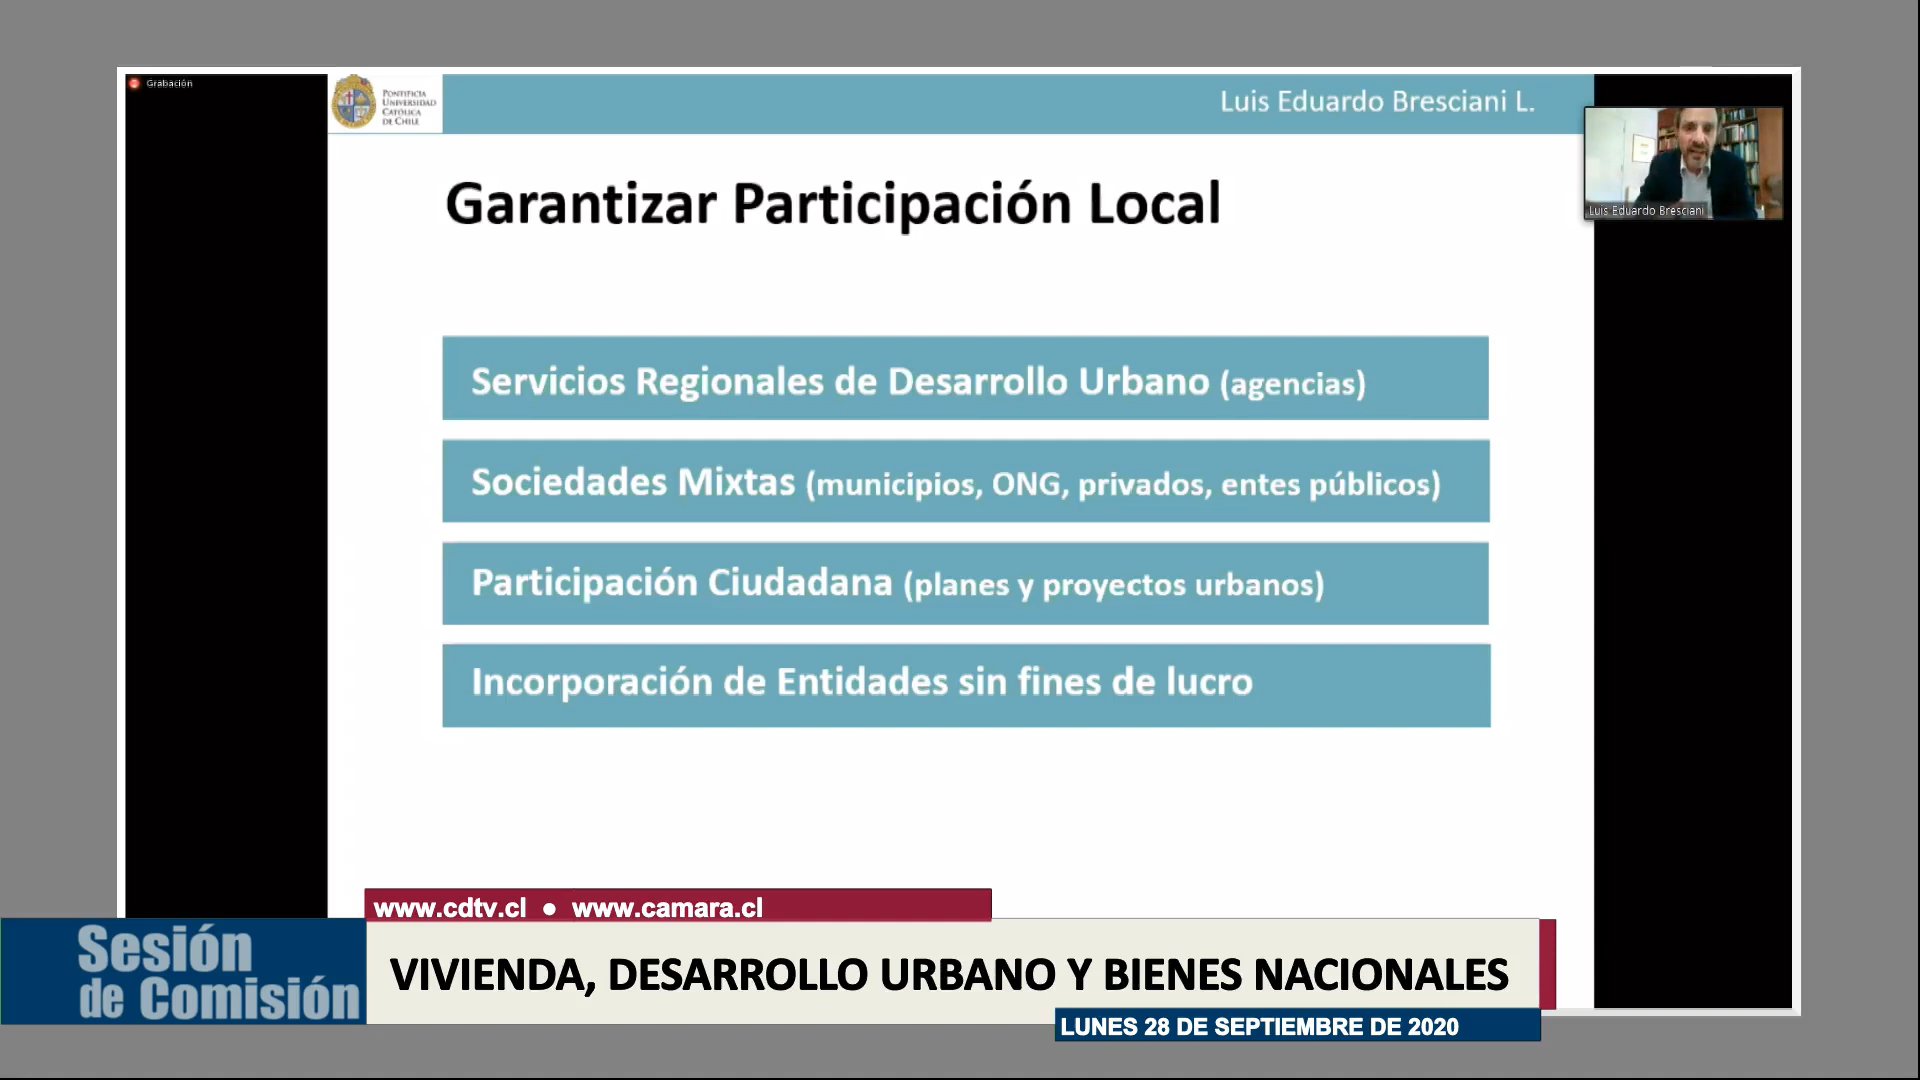 Grabación
PONTIFICIA
UNIVERSIDAD
CATÓLICA
DE CHILE
Luis Eduardo Bresciani L.
Luis Eduardo Bresciani
Garantizar Participación Local
Servicios Regionales de Desarrollo Urbano (agencias)
Sociedades Mixtas (municipios, ONG, privados, entes públicos)
Participación Ciudadana (planes y proyectos urbanos)
Incorporación de Entidades sin fines de lucro
www.cdtv.cl ● www.camara.cl
Sesión
de Comisión
VIVIENDA, DESARROLLO URBANO Y BIENES NACIONALES
LUNES 28 DE SEPTIEMBRE DE 2020